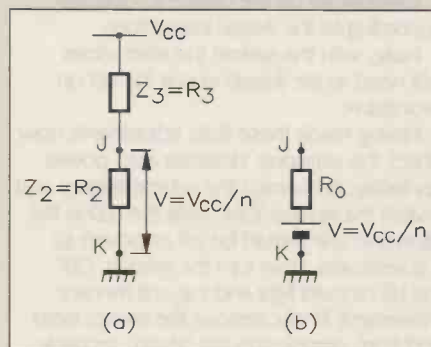 VCC
Z3=R3
J
Z2=R2
V=VCC/n
K
(a)
J
R0
V=VCC/n
K
(b)